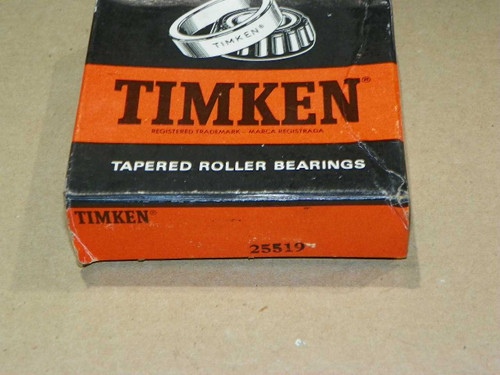 TIMKEN®
TIMKEN®
REGISTERED TRADEMARK - MARCA REGISTRADA
TAPERED ROLLER BEARINGS
TIMKEN®
25519